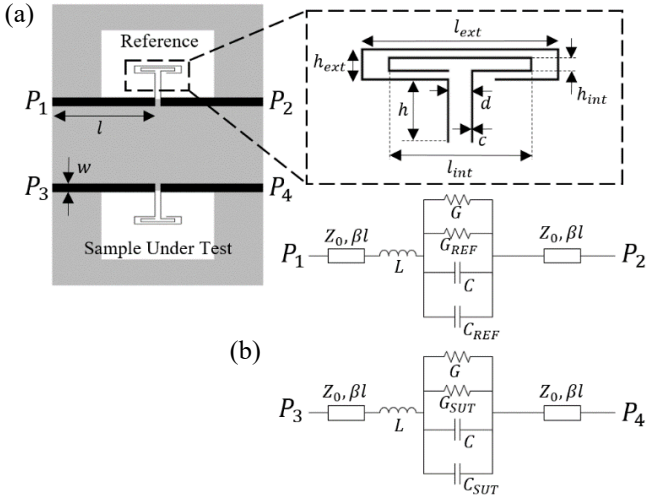 (a)
Reference
P₁
P₂
l
w
P₃
P₄
Sample Under Test
l_ext
h_ext
h_int
h
d
c
l_int
G
Z₀, βl
G_REF
Z₀, βl
P₁
P₂
L
C
C_REF
(b)
G
Z₀, βl
G_SUT
Z₀, βl
P₃
P₄
L
C
C_SUT